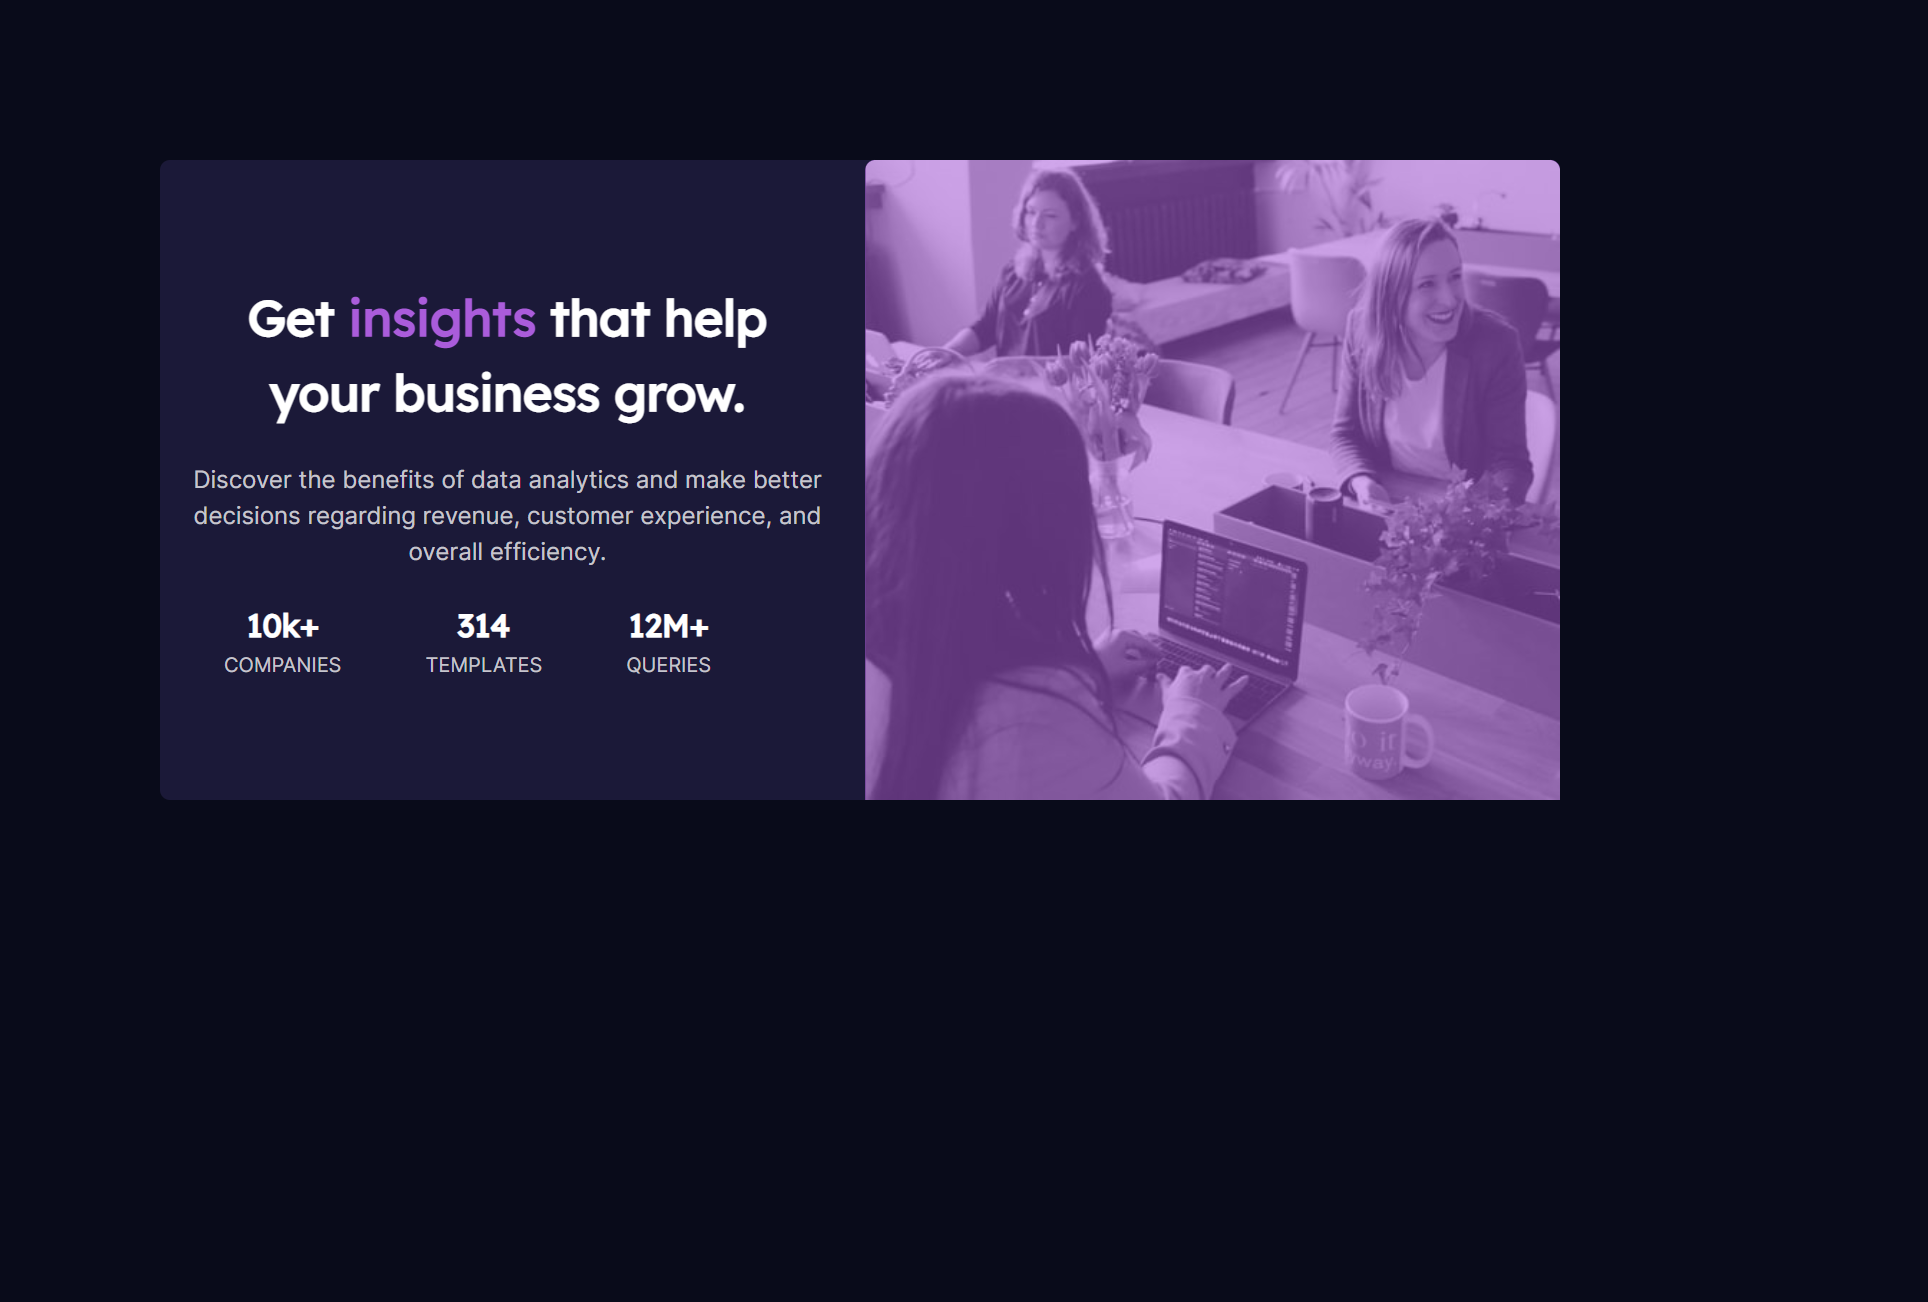 Get insights that help
your business grow.
Discover the benefits of data analytics and make better
decisions regarding revenue, customer experience, and
overall efficiency.
10k+ 314 12M+
COMPANIES TEMPLATES QUERIES